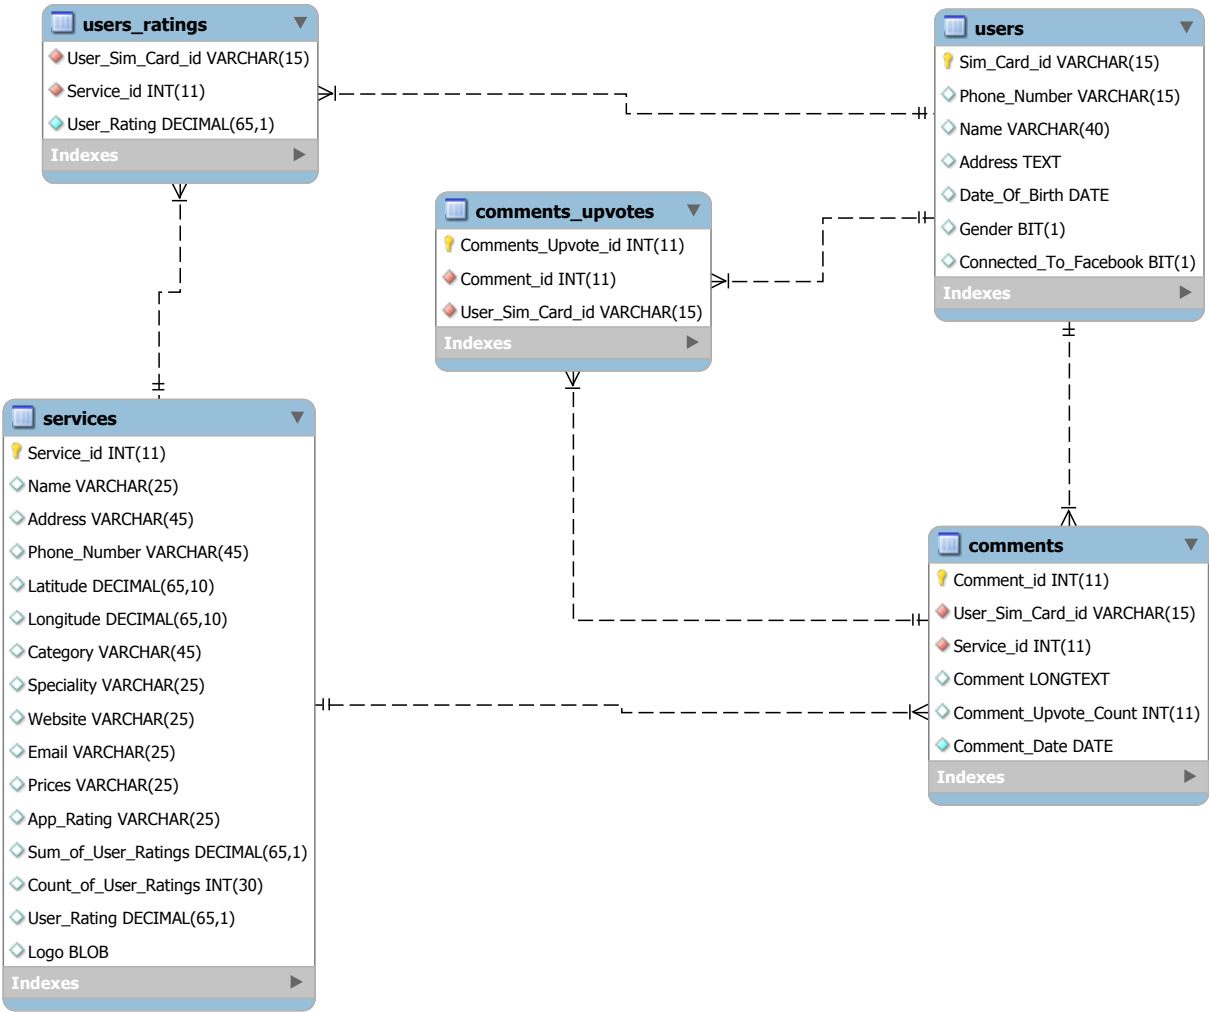 users_ratings
User_Sim_Card_id VARCHAR(15)
Service_id INT(11)
User_Rating DECIMAL(65,1)
Indexes
users
Sim_Card_id VARCHAR(15)
Phone_Number VARCHAR(15)
Name VARCHAR(40)
Address TEXT
Date_Of_Birth DATE
Gender BIT(1)
Connected_To_Facebook BIT(1)
Indexes
comments_upvotes
Comments_Upvote_id INT(11)
Comment_id INT(11)
User_Sim_Card_id VARCHAR(15)
Indexes
services
Service_id INT(11)
Name VARCHAR(25)
Address VARCHAR(45)
Phone_Number VARCHAR(45)
Latitude DECIMAL(65,10)
Longitude DECIMAL(65,10)
Category VARCHAR(45)
Speciality VARCHAR(25)
Website VARCHAR(25)
Email VARCHAR(25)
Prices VARCHAR(25)
App_Rating VARCHAR(25)
Sum_of_User_Ratings DECIMAL(65,1)
Count_of_User_Ratings INT(30)
User_Rating DECIMAL(65,1)
Logo BLOB
Indexes
comments
Comment_id INT(11)
User_Sim_Card_id VARCHAR(15)
Service_id INT(11)
Comment LONGTEXT
Comment_Upvote_Count INT(11)
Comment_Date DATE
Indexes